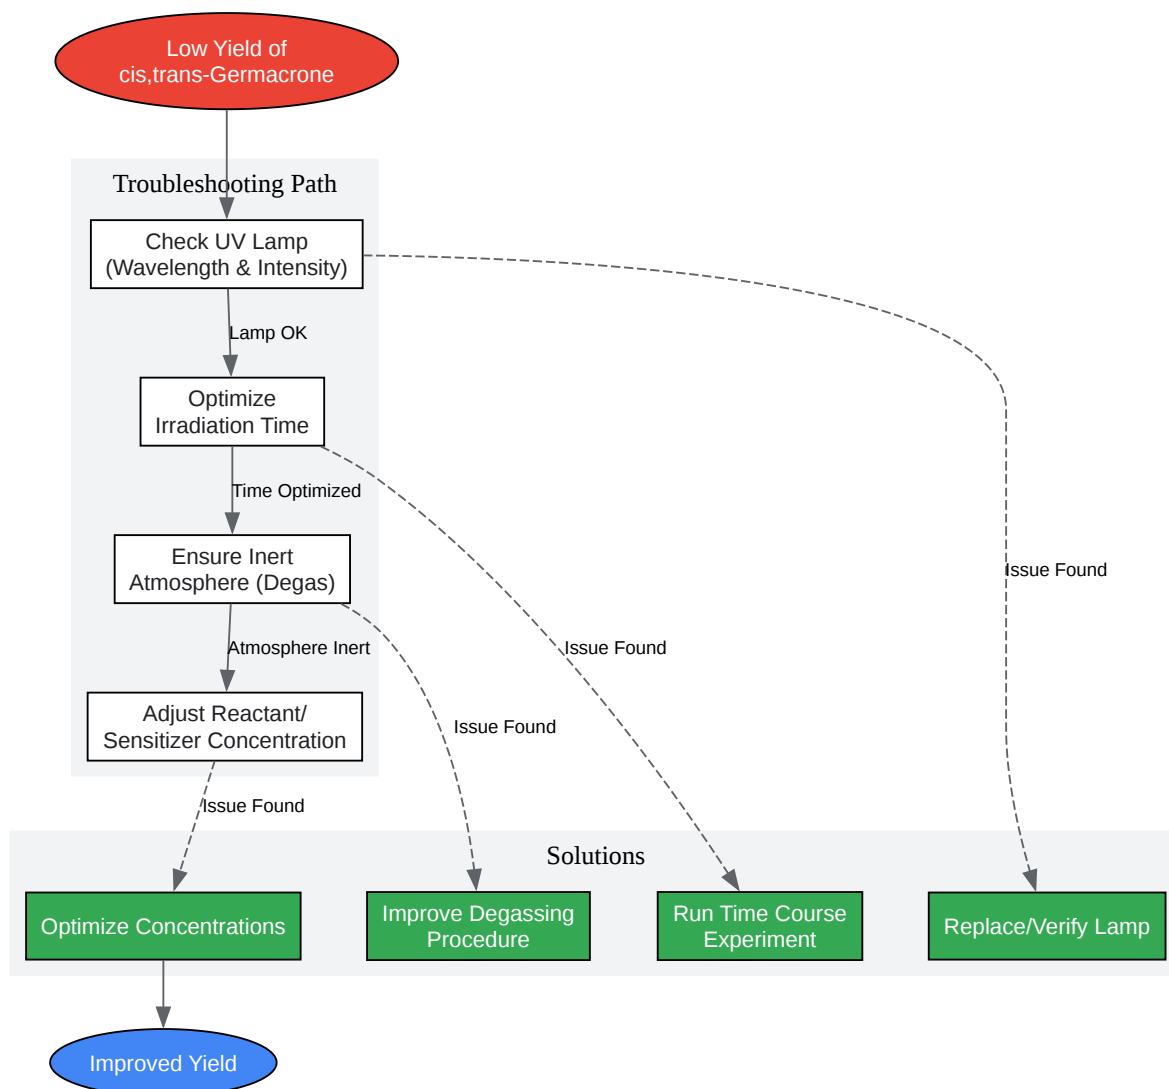 Low Yield of
cis,trans-Germacrone
Troubleshooting Path
Check UV Lamp
(Wavelength & Intensity)
Lamp OK
Optimize
Irradiation Time
Time Optimized
Ensure Inert
Atmosphere (Degas)
Issue Found
Atmosphere Inert
Issue Found
Adjust Reactant/
Sensitizer Concentration
Issue Found
Issue Found
Solutions
Optimize Concentrations
Improve Degassing
Procedure
Run Time Course
Experiment
Replace/Verify Lamp
Improved Yield